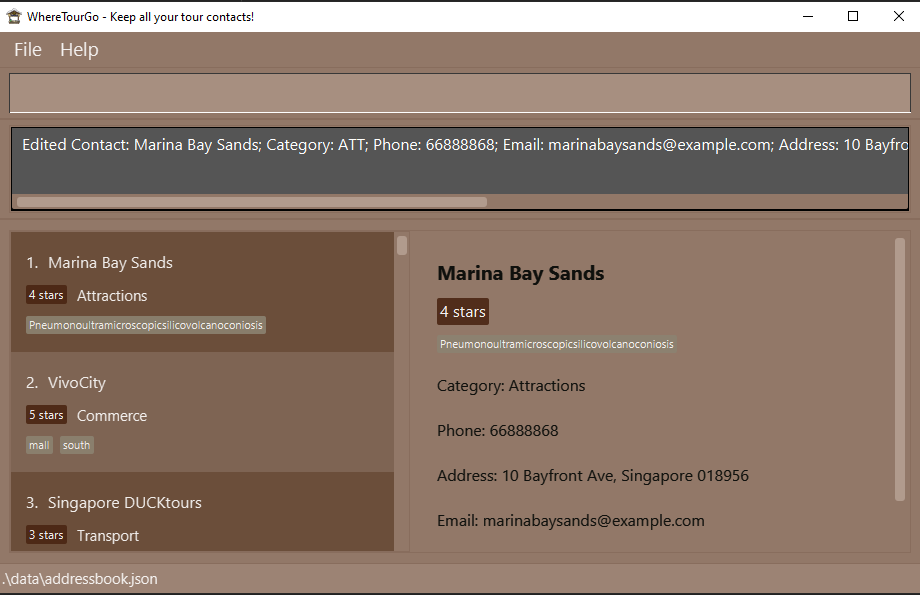 WhereTourGo - Keep all your tour contacts!
File Help
Edited Contact: Marina Bay Sands; Category: ATT; Phone: 66888868; Email: marinabaysands@example.com; Address: 10 Bayfro
1. Marina Bay Sands
4 stars Attractions
Pneumonoultramicroscopicsilicovolcanoconiosis
2. VivoCity
5 stars Commerce
mall south
3. Singapore DUCKtours
3 stars Transport
Marina Bay Sands
4 stars
Pneumonoultramicroscopicsilicovolcanoconiosis
Category: Attractions
Phone: 66888868
Address: 10 Bayfront Ave, Singapore 018956
Email: marinabaysands@example.com
.\data\addressbook.json